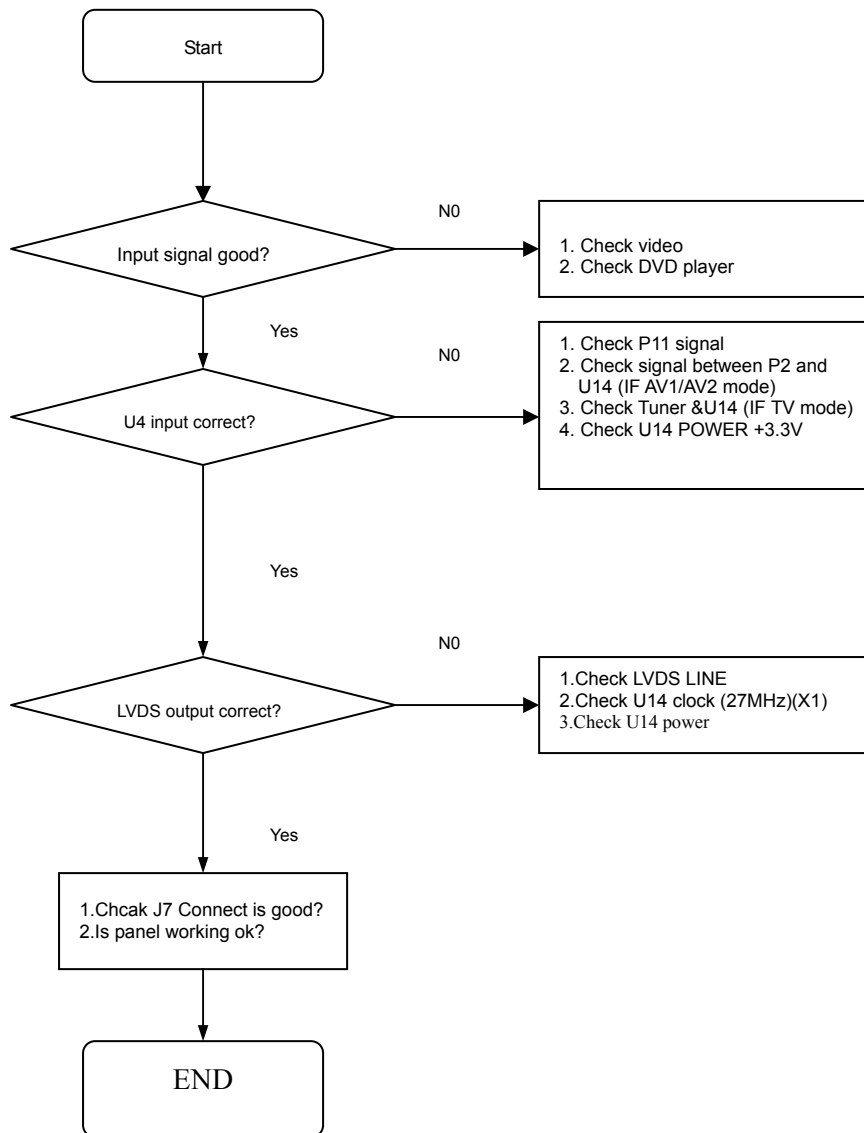 Start
N0
Input signal good?
1. Check video
2. Check DVD player
Yes
N0
U4 input correct?
1. Check P11 signal
2. Check signal between P2 and
U14 (IF AV1/AV2 mode)
3. Check Tuner &U14 (IF TV mode)
4. Check U14 POWER +3.3V
Yes
N0
LVDS output correct?
1.Check LVDS LINE
2.Check U14 clock (27MHz)(X1)
3.Check U14 power
Yes
1.Chcak J7 Connect is good?
2.Is panel working ok?
END